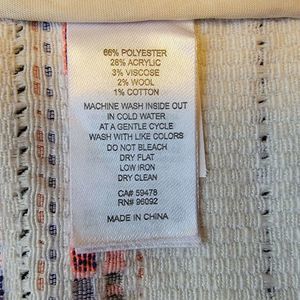 66% POLYESTER
28% ACRYLIC
3% VISCOSE
2% WOOL
1% COTTON
MACHINE WASH INSIDE OUT
IN COLD WATER
AT A GENTLE CYCLE
WASH WITH LIKE COLORS
DO NOT BLEACH
DRY FLAT
LOW IRON
DRY CLEAN
CA# 59478
RN# 96092
MADE IN CHINA